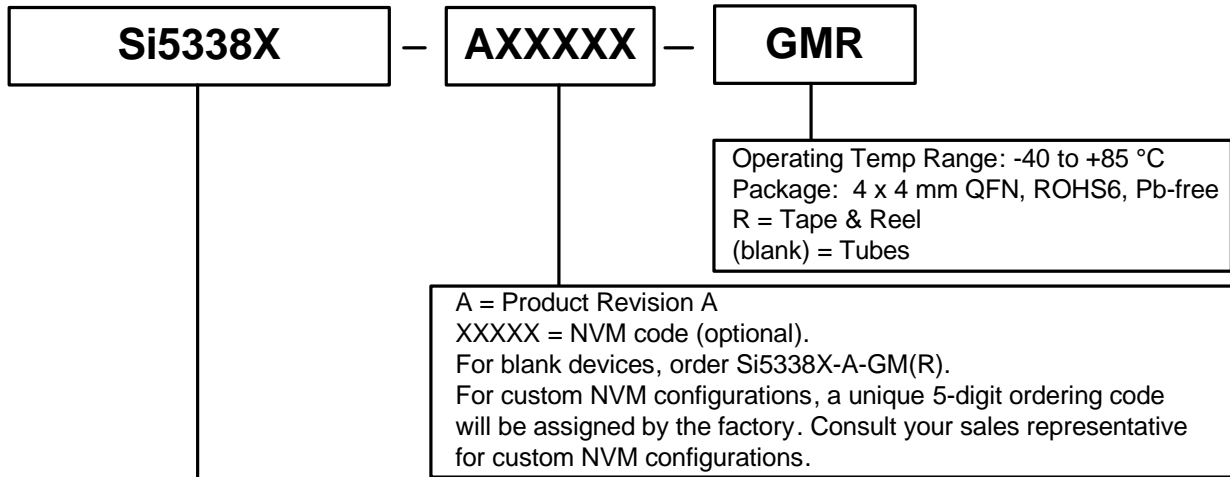 Si5338X – AXXXXX – GMR
Operating Temp Range: -40 to +85 °C
Package: 4 x 4 mm QFN, ROHS6, Pb-free
R = Tape & Reel
(blank) = Tubes
A = Product Revision A
XXXXX = NVM code (optional).
For blank devices, order Si5338X-A-GM(R).
For custom NVM configurations, a unique 5-digit ordering code
will be assigned by the factory. Consult your sales representative
for custom NVM configurations.